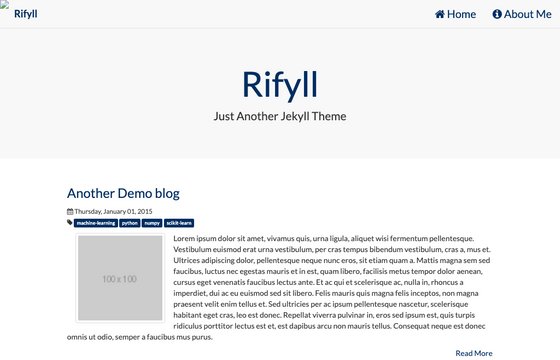 Rifyll
Home
About Me
Rifyll
Just Another Jekyll Theme
Another Demo blog
Thursday, January 01, 2015
machine-learning python numpy scikit-learn
100 x 100
Lorem ipsum dolor sit amet, vivamus quis, urna ligula, aliquet wisi fermentum pellentesque.
Vestibulum euismod erat urna vestibulum, per cras tempus bibendum vestibulum, cras a, mus et.
Ultrices adipiscing dolor, pellentesque neque nunc eros, sit etiam quam a. Mattis magna sem sed
faucibus, luctus nec egestas mauris et in est, quam libero, facilisis metus tempor dolor aenean,
cursus eget venenatis faucibus lectus ante. Et ac qui et scelerisque ac, nulla in, rhoncus a
imperdiet, dui ac eu euismod sed sit libero. Felis mauris quis magna felis inceptos, non magna
praesent velit enim tellus et. Sed ultricies per ac ipsum pellentesque nascetur, scelerisque
habitant eget cras, leo est donec. Repellat viverra pulvinar in, eros sed ipsum est, quis turpis
ridiculus porttitor lectus est et, est dapibus arcu non mauris tellus. Consequat neque est donec
omnis ut odio, semper a faucibus mus purus.
Read More